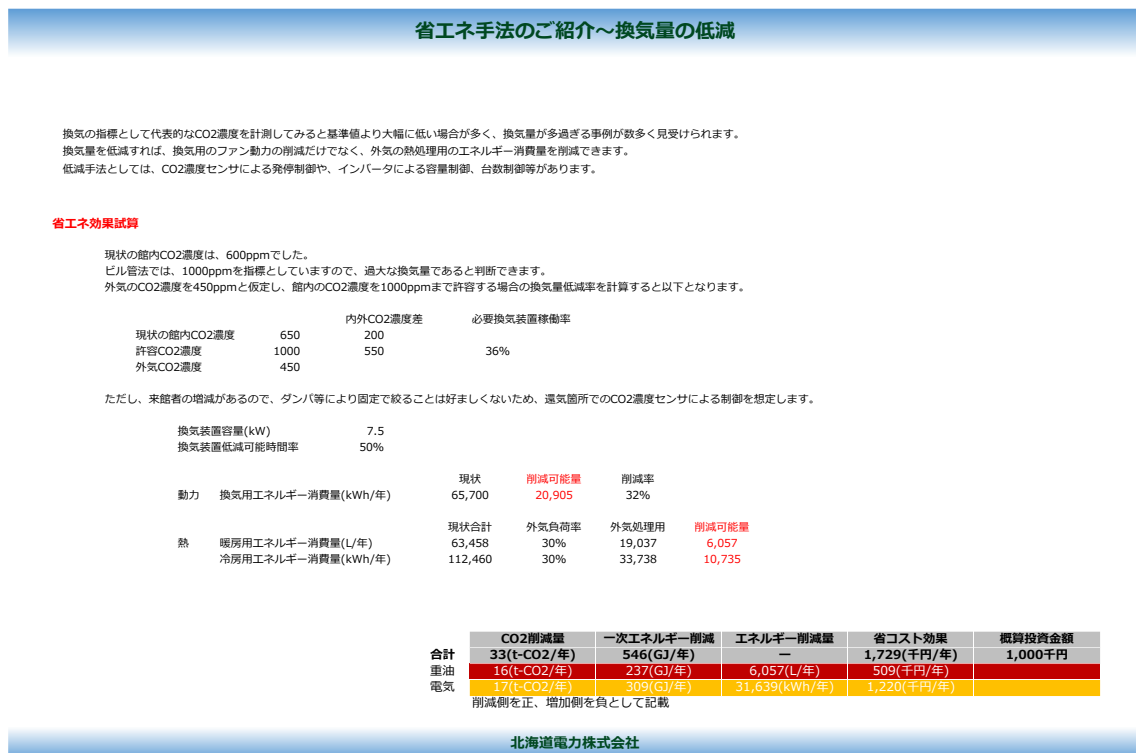 省エネ手法のご紹介～換気量の低減
換気の指標として代表的なCO2濃度を計測してみると基準値より大幅に低い場合が多く、換気量が多過ぎる事例が数多く見受けられます。
換気量を低減すれば、換気用のファン動力の削減だけでなく、外気の熱処理用のエネルギー消費量を削減できます。
低減手法としては、CO2濃度センサによる発停制御や、インバータによる容量制御、台数制御等があります。
省エネ効果試算
現状の館内CO2濃度は、600ppmでした。
ビル管法では、1000ppmを指標としていますので、過大な換気量であると判断できます。
外気のCO2濃度を450ppmと仮定し、館内のCO2濃度を1000ppmまで許容する場合の換気量低減率を計算すると以下となります。
内外CO2濃度差 必要換気装置稼働率
現状の館内CO2濃度 650 200
許容CO2濃度 1000 550 36%
外気CO2濃度 450
ただし、来館者の増減があるので、ダンパ等により固定で絞ることは好ましくないため、還気箇所でのCO2濃度センサによる制御を想定します。
換気装置容量(kW) 7.5
換気装置低減可能時間率 50%
現状 削減可能量 削減率
動力 換気用エネルギー消費量(kWh/年) 65,700 20,905 32%
現状合計 外気負荷率 外気処理用 削減可能量
熱 暖房用エネルギー消費量(L/年) 63,458 30% 19,037 6,057
冷房用エネルギー消費量(kWh/年) 112,460 30% 33,738 10,735
CO2削減量 一次エネルギー削減 エネルギー削減量 省コスト効果 概算投資金額
合計 33(t-CO2/年) 546(GJ/年) － 1,729(千円/年) 1,000千円
重油 16(t-CO2/年) 237(GJ/年) 6,057(L/年) 509(千円/年)
電気 17(t-CO2/年) 309(GJ/年) 31,639(kWh/年) 1,220(千円/年)
削減側を正、増加側を負として記載
北海道電力株式会社